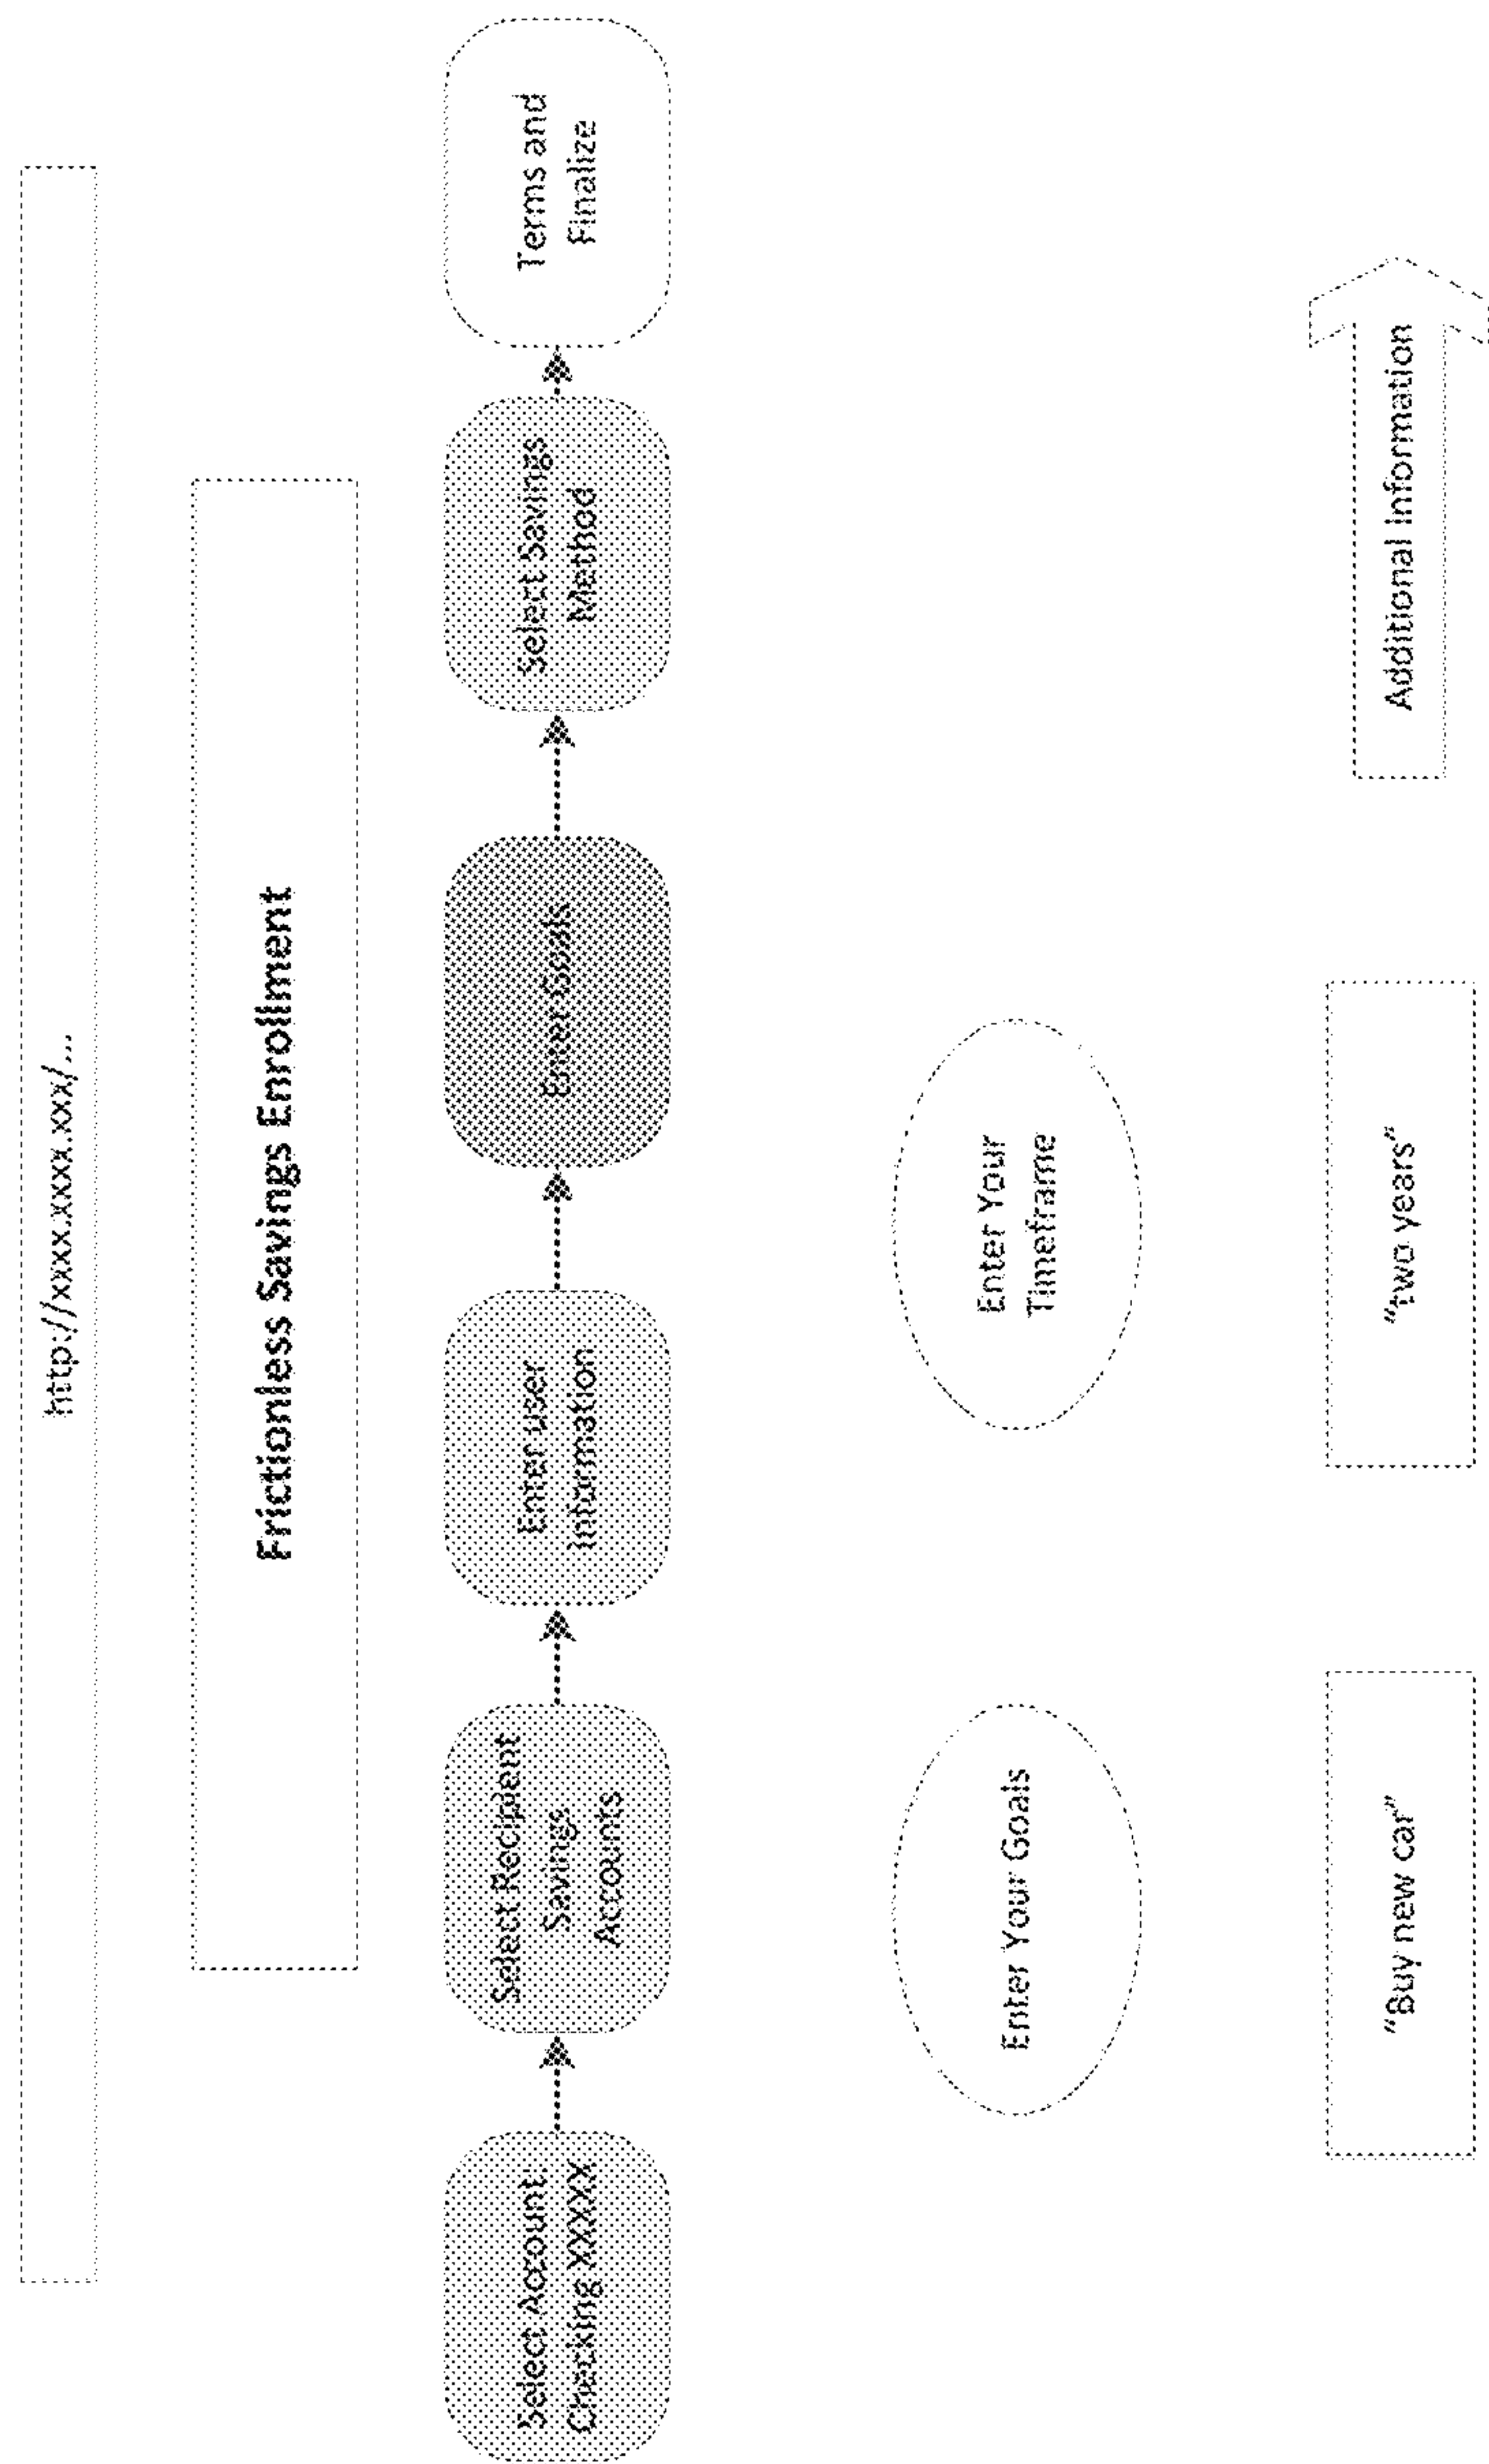 http://xxxx.xxxx.xxx/...
Frictionless Savings Enrollment
Select Account
Checking XXXXX
Select Recipient
Savings
Accounts
Enter user
Information
Enter Goals
Select Savings
Method
Terms and
Finalize
Enter Your Goals
Enter Your
Timeframe
“Buy new car”
“two years”
Additional Information